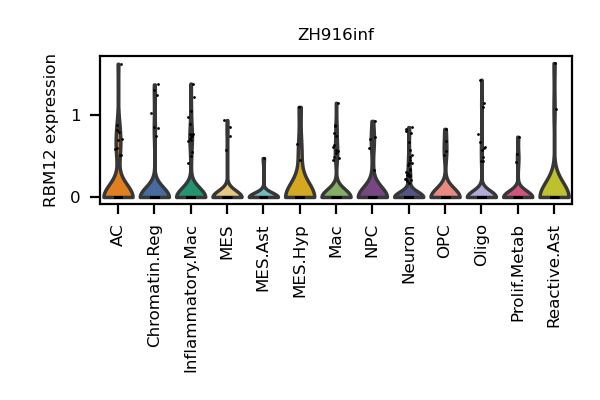 ZH916inf
RBM12 expression
1
0
AC
Chromatin.Reg
Inflammatory.Mac
MES
MES.Ast
MES.Hyp
Mac
NPC
Neuron
OPC
Oligo
Prolif.Metab
Reactive.Ast